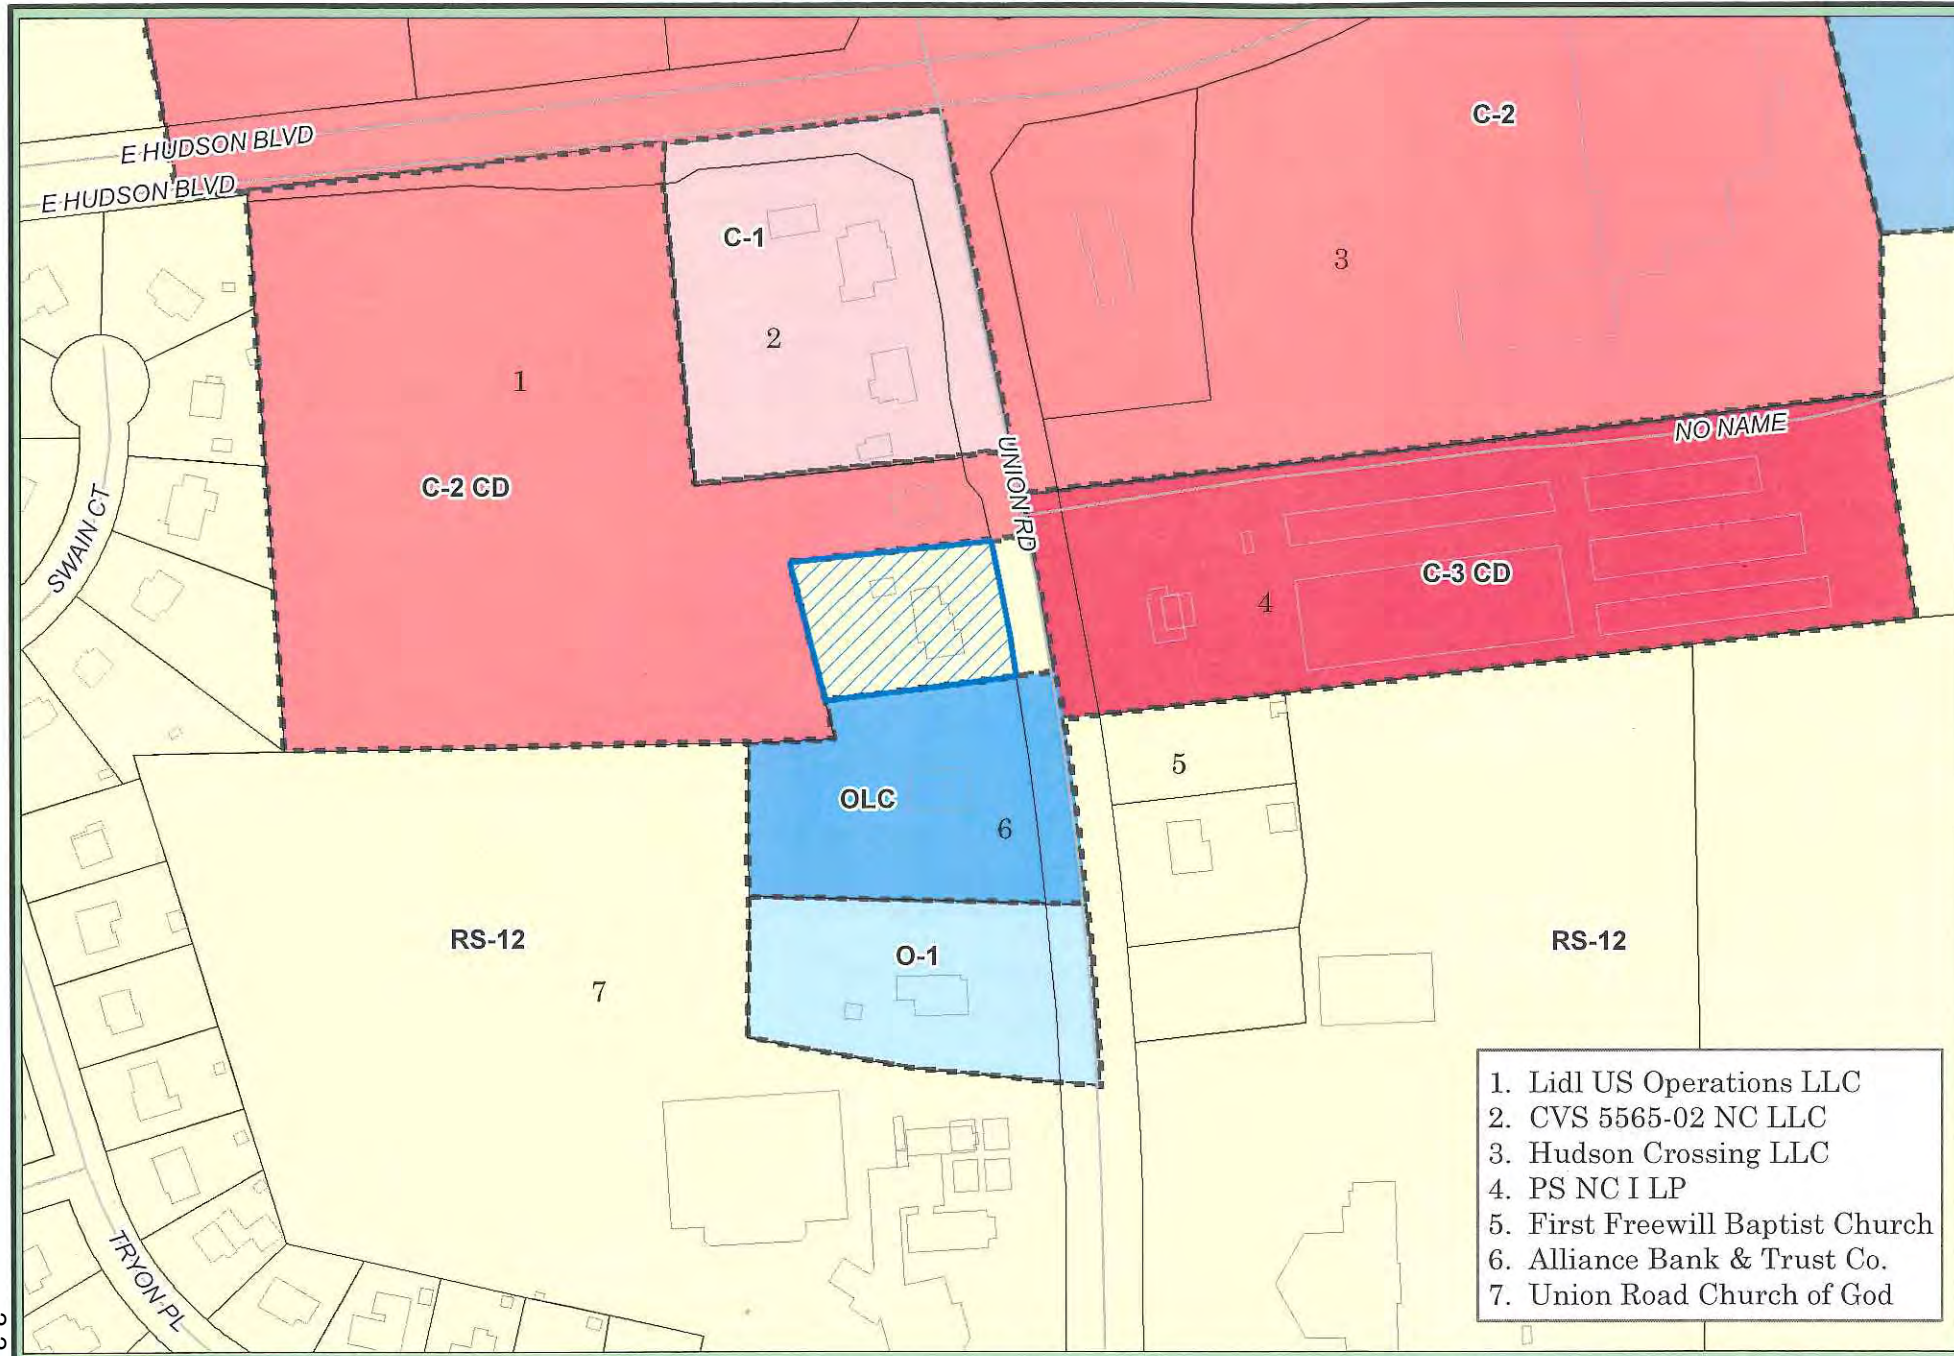 E HUDSON BLVD
E HUDSON BLVD
C-2
C-1
3
2
1
NO NAME
UNION RD
C-2 CD
SWAIN CT
C-3 CD
4
5
OLC
6
RS-12
O-1
RS-12
7
1. Lidl US Operations LLC
2. CVS 5565-02 NC LLC
3. Hudson Crossing LLC
4. PS NC I LP
5. First Freewill Baptist Church
6. Alliance Bank & Trust Co.
7. Union Road Church of God
TRYON PL